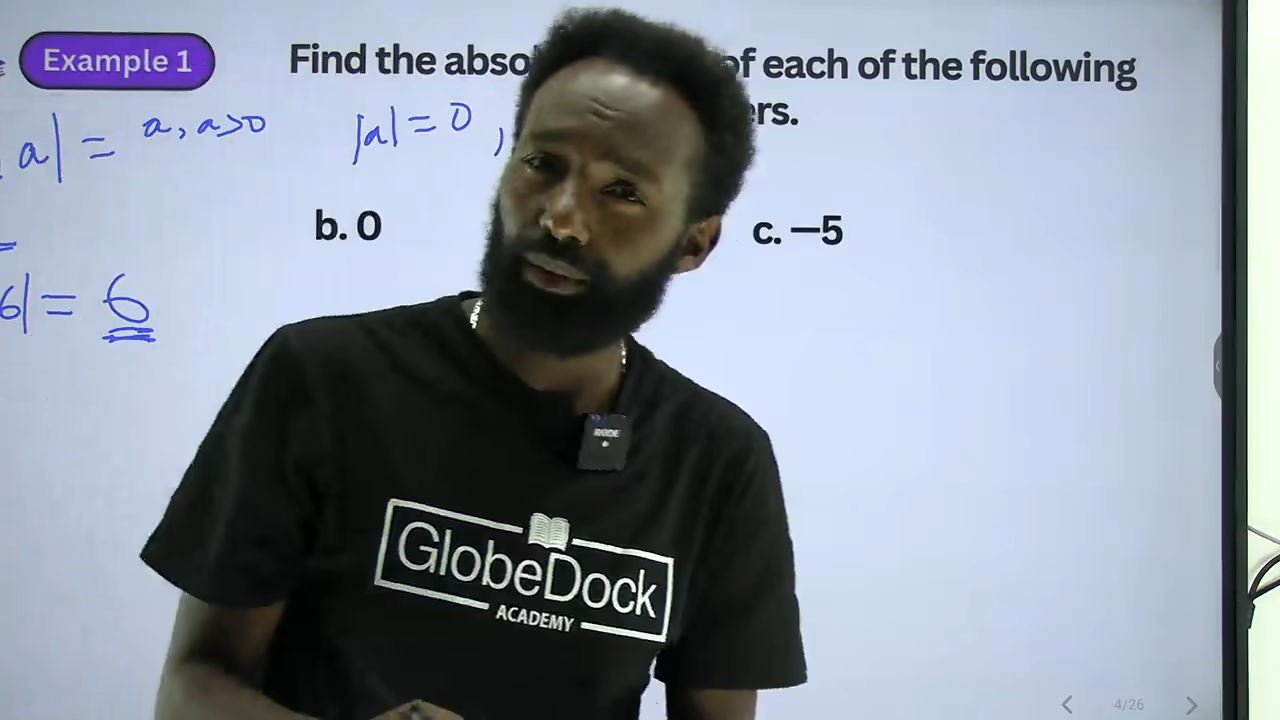 Example 1
Find the abso of each of the following
ers.
a| = a, a>0
|a| = 0 ,
b. 0
c. −5
6| = 6
RODE
GlobeDock
ACADEMY
4/26